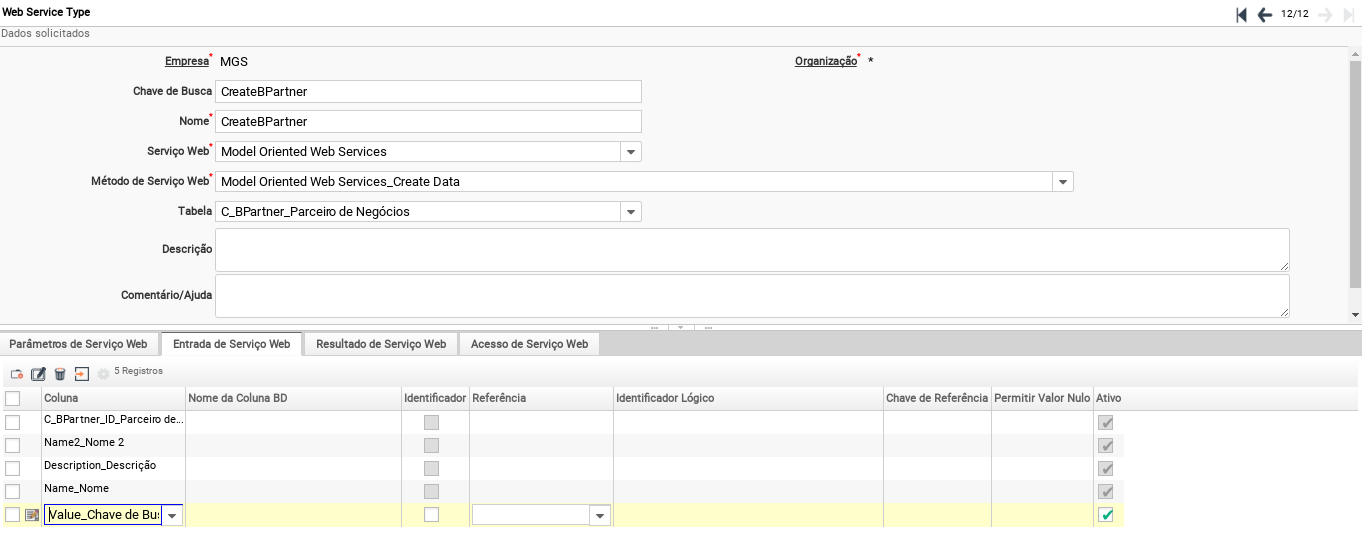 Web Service Type
12/12
Dados solicitados
Empresa* MGS Organização* *
Chave de Busca CreateBPartner
Nome* CreateBPartner
Serviço Web* Model Oriented Web Services
Método de Serviço Web* Model Oriented Web Services_Create Data
Tabela C_BPartner_Parceiro de Negócios
Descrição
Comentário/Ajuda
Parâmetros de Serviço Web Entrada de Serviço Web Resultado de Serviço Web Acesso de Serviço Web
5 Registros
Coluna Nome da Coluna BD Identificador Referência Identificador Lógico Chave de Referência Permitir Valor Nulo Ativo
C_BPartner_ID_Parceiro de...
Name2_Nome 2
Description_Descrição
Name_Nome
Value_Chave de Bu